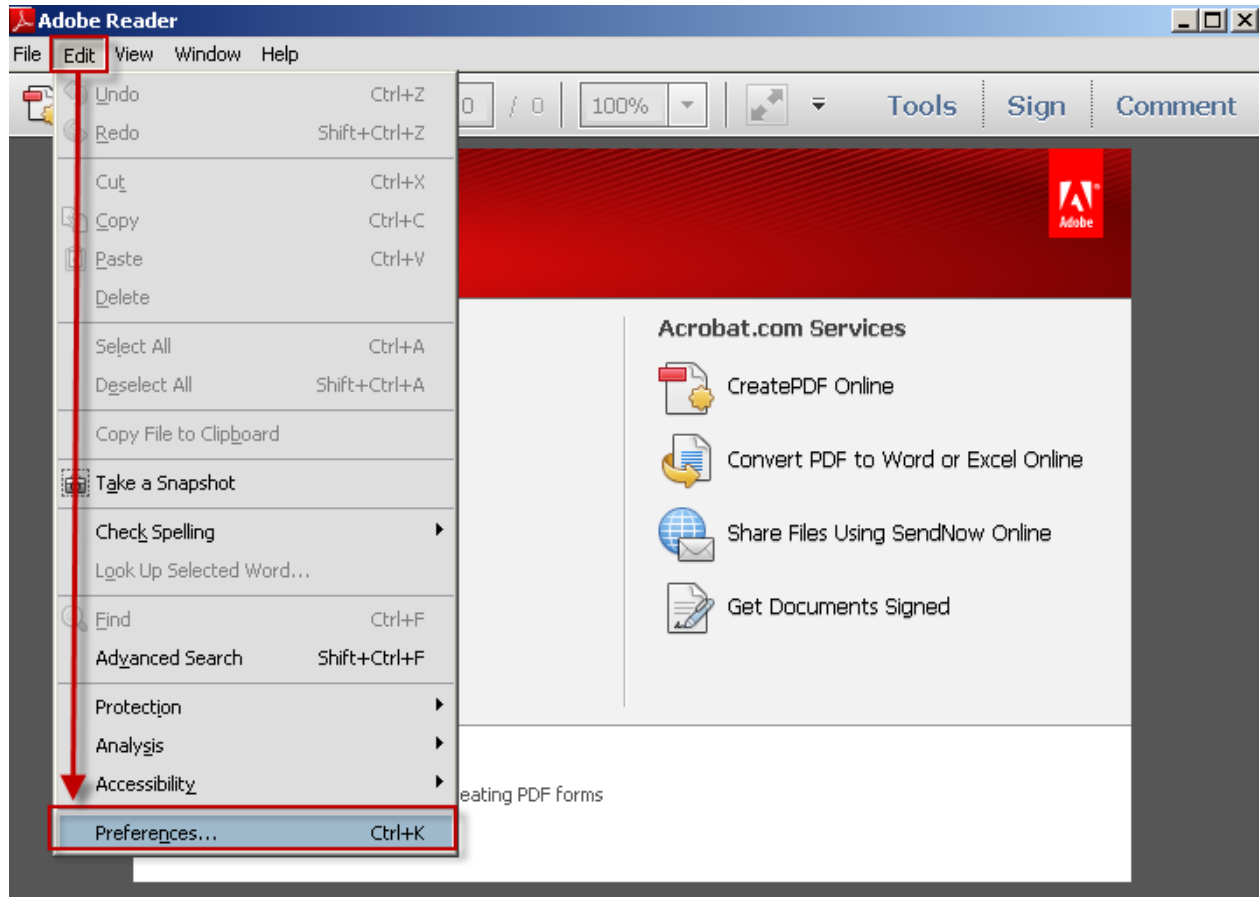 Adobe Reader
File Edit View Window Help
0 / 0 100% Tools Sign Comment
Undo Ctrl+Z
Redo Shift+Ctrl+Z
Cut Ctrl+X
Copy Ctrl+C
Paste Ctrl+V
Delete
Select All Ctrl+A
Deselect All Shift+Ctrl+A
Copy File to Clipboard
Take a Snapshot
Check Spelling
Look Up Selected Word...
Find Ctrl+F
Advanced Search Shift+Ctrl+F
Protection
Analysis
Accessibility
Preferences... Ctrl+K
Adobe
Acrobat.com Services
CreatePDF Online
Convert PDF to Word or Excel Online
Share Files Using SendNow Online
Get Documents Signed
eating PDF forms